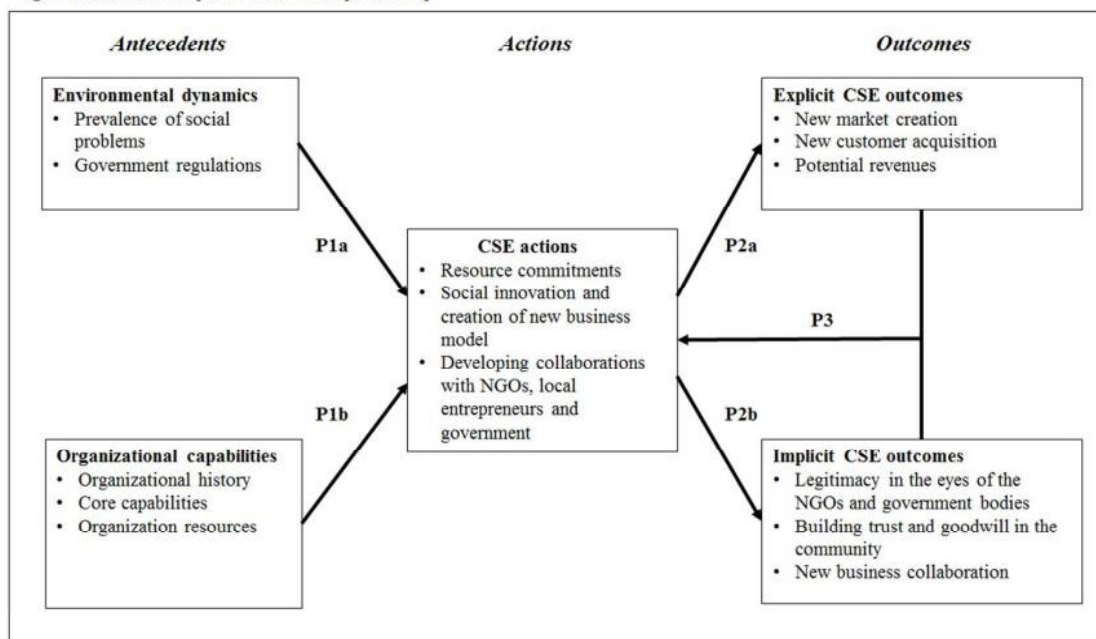 Antecedents
Actions
Outcomes
Environmental dynamics
• Prevalence of social
problems
• Government regulations
Explicit CSE outcomes
• New market creation
• New customer acquisition
• Potential revenues
P1a
P2a
CSE actions
• Resource commitments
• Social innovation and
creation of new business
model
• Developing collaborations
with NGOs, local
entrepreneurs and
government
P3
P1b
P2b
Organizational capabilities
• Organizational history
• Core capabilities
• Organization resources
Implicit CSE outcomes
• Legitimacy in the eyes of the
NGOs and government bodies
• Building trust and goodwill in the
community
• New business collaboration